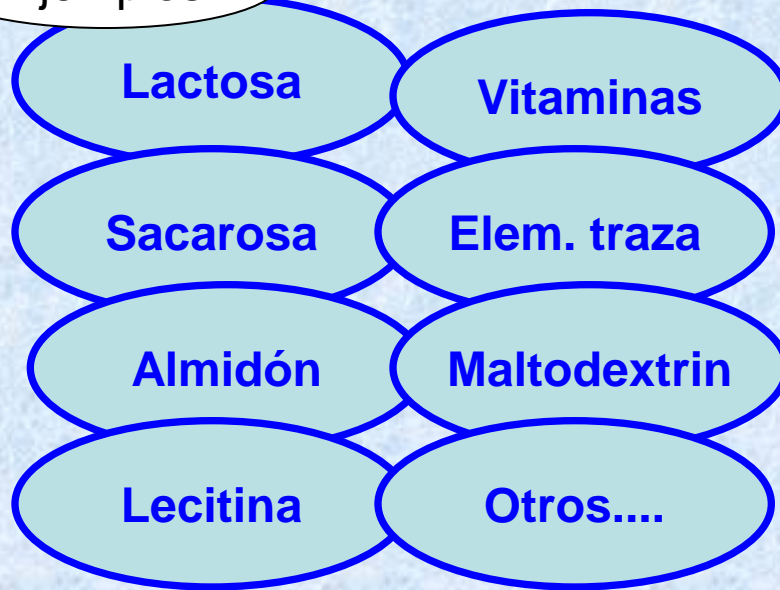 Lactosa
Vitaminas
Sacarosa
Elem. traza
Almidón
Maltodextrin
Lecitina
Otros....